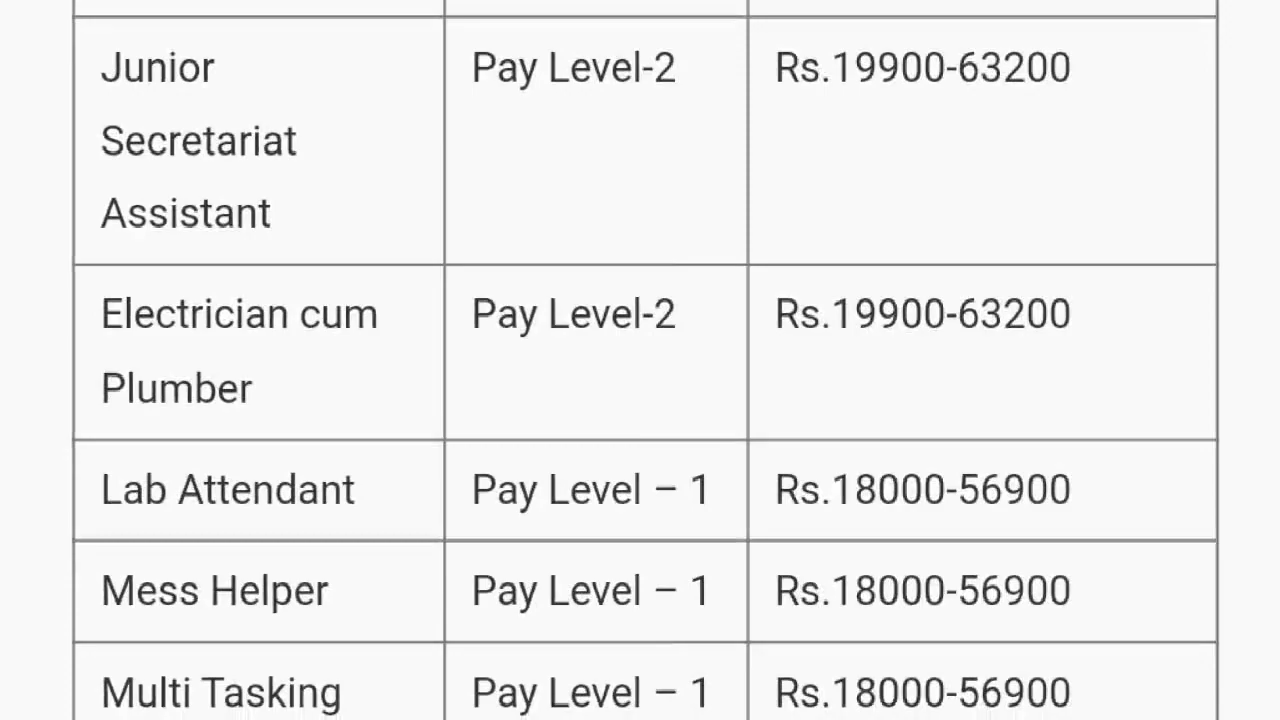 Junior Secretariat Assistant Pay Level-2 Rs.19900-63200
Electrician cum Plumber Pay Level-2 Rs.19900-63200
Lab Attendant Pay Level – 1 Rs.18000-56900
Mess Helper Pay Level – 1 Rs.18000-56900
Multi Tasking Pay Level – 1 Rs.18000-56900